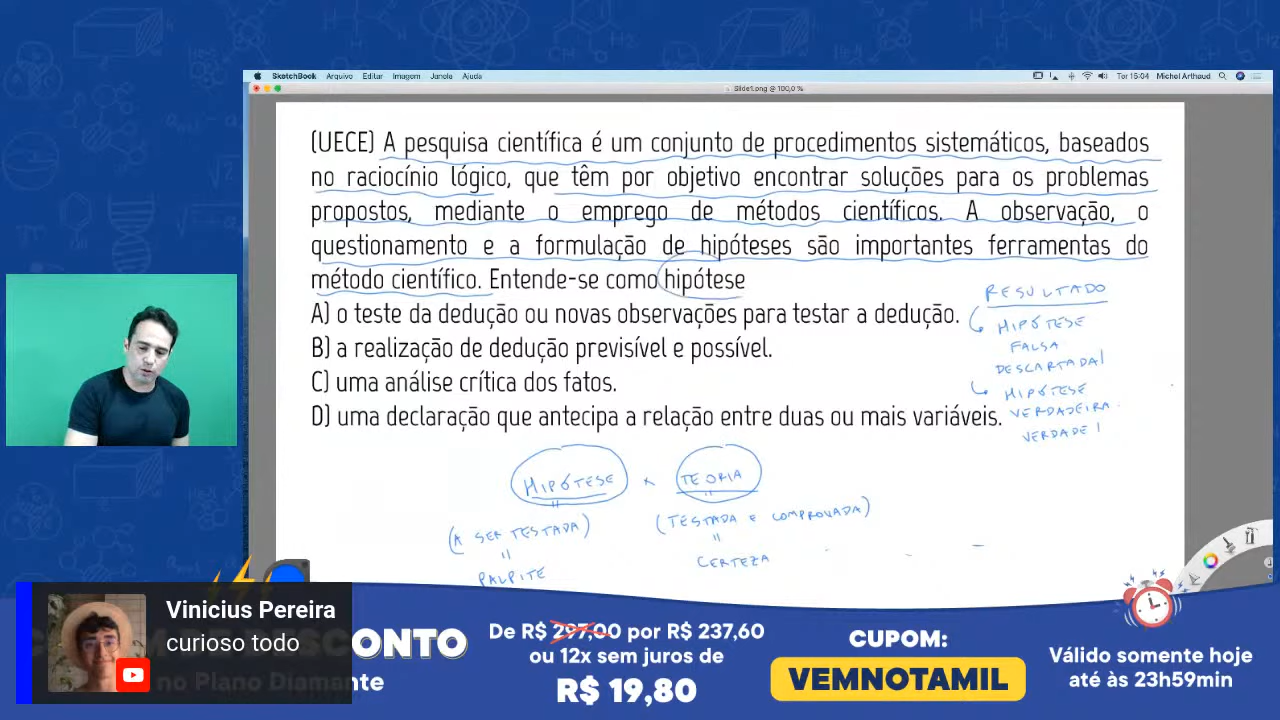 SketchBook Arquivo Editar Imagem Janela Ajuda
Ter 15:04 Michel Arthaud
Slide1.png @ 100,0 %
(UECE) A pesquisa científica é um conjunto de procedimentos sistemáticos, baseados
no raciocínio lógico, que têm por objetivo encontrar soluções para os problemas
propostos, mediante o emprego de métodos científicos. A observação, o
questionamento e a formulação de hipóteses são importantes ferramentas do
método científico. Entende-se como hipótese
A) o teste da dedução ou novas observações para testar a dedução.
B) a realização de dedução previsível e possível.
C) uma análise crítica dos fatos.
D) uma declaração que antecipa a relação entre duas ou mais variáveis.
RESULTADO
HIPÓTESE
FALSA
DESCARTADA!
HIPÓTESE
VERDADEIRA
VERDADE!
HIPÓTESE x TEORIA
(A SER TESTADA) (TESTADA E COMPROVADA)
PALPITE CERTEZA
Vinicius Pereira
curioso todo
CONTO
no Plano Diamante
De R$ 297,00 por R$ 237,60
ou 12x sem juros de
R$ 19,80
CUPOM:
VEMNOTAMIL
Válido somente hoje
até às 23h59min